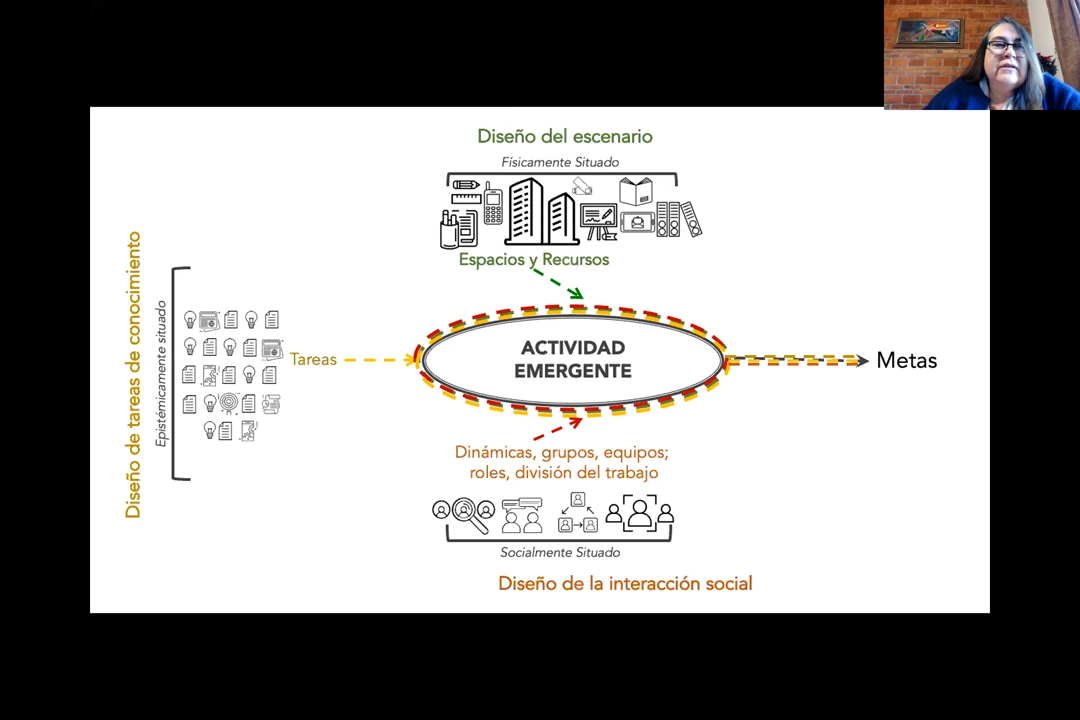 Diseño del escenario
Físicamente Situado
Espacios y Recursos
Diseño de tareas de conocimiento
Epistémicamente situado
Tareas
ACTIVIDAD
EMERGENTE
Metas
Dinámicas, grupos, equipos;
roles, división del trabajo
Socialmente Situado
Diseño de la interacción social